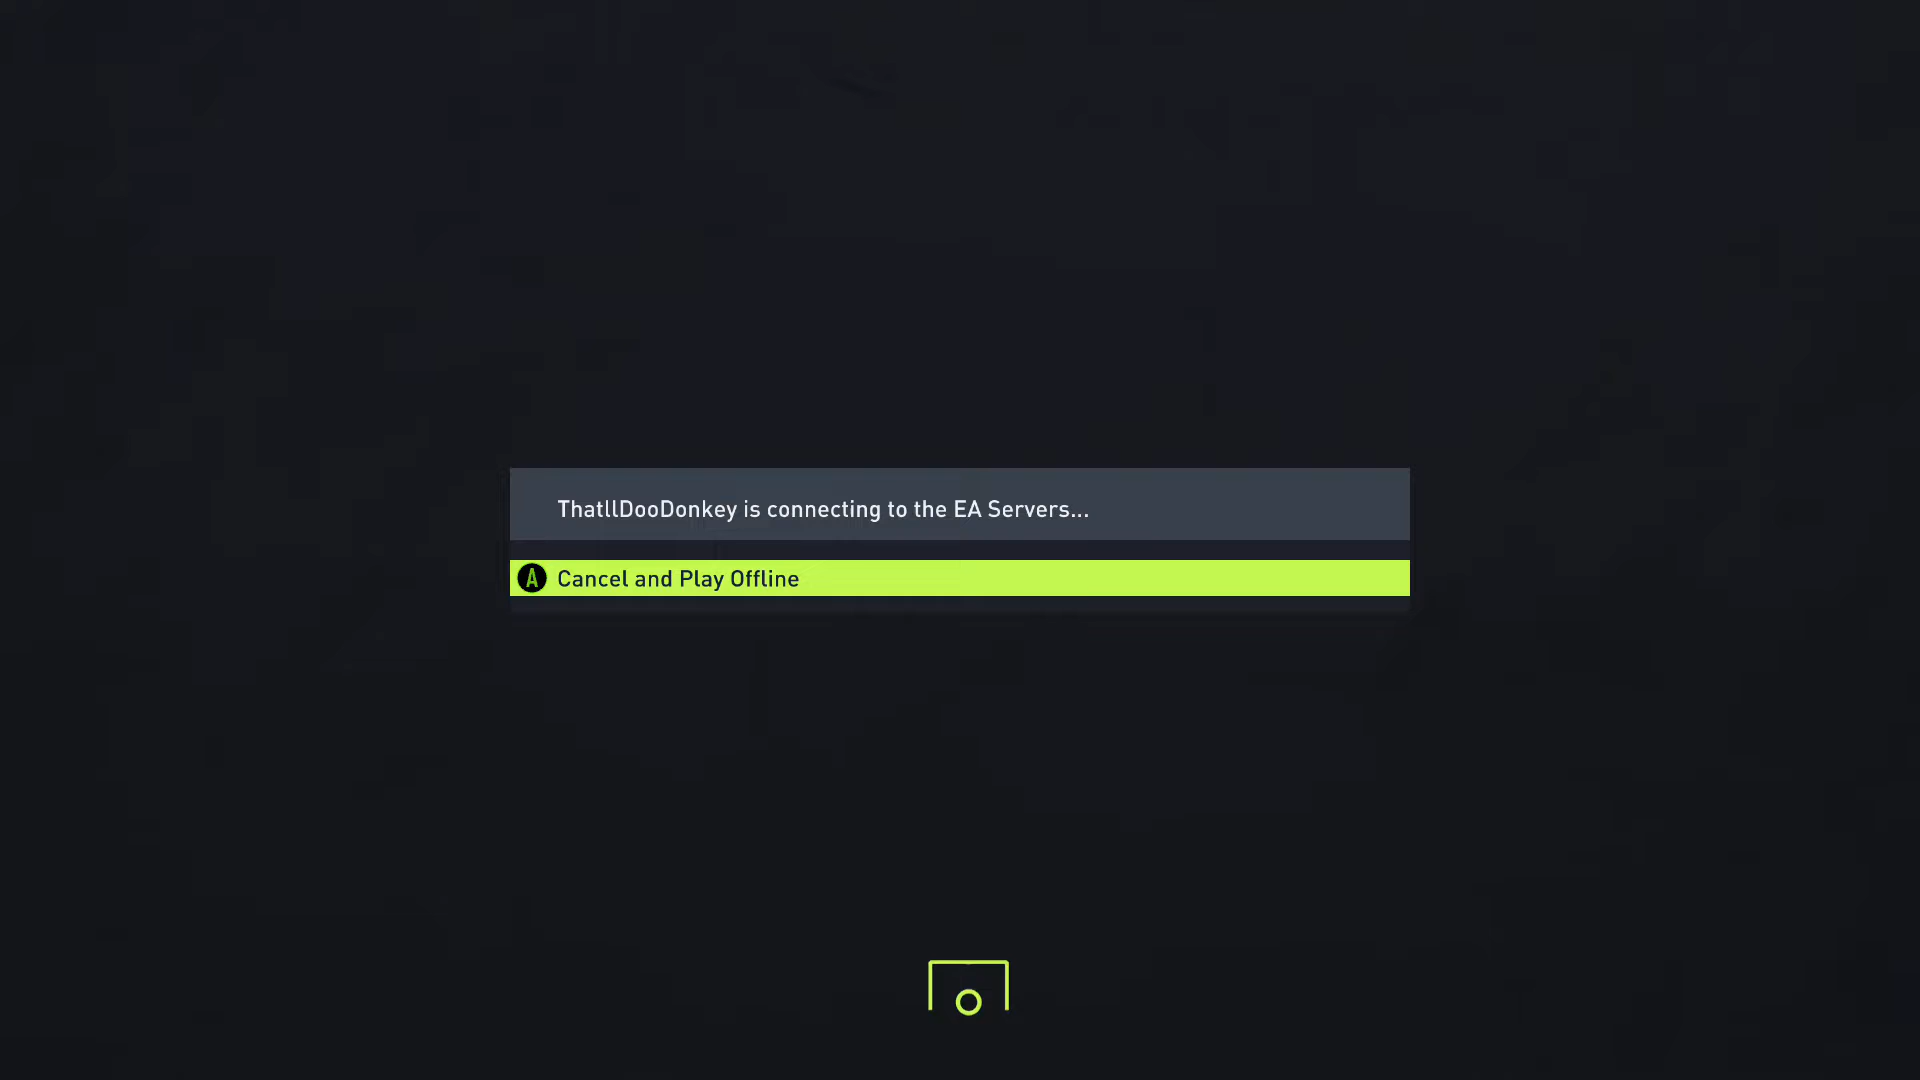 ThatllDooDonkey is connecting to the EA Servers...
A Cancel and Play Offline